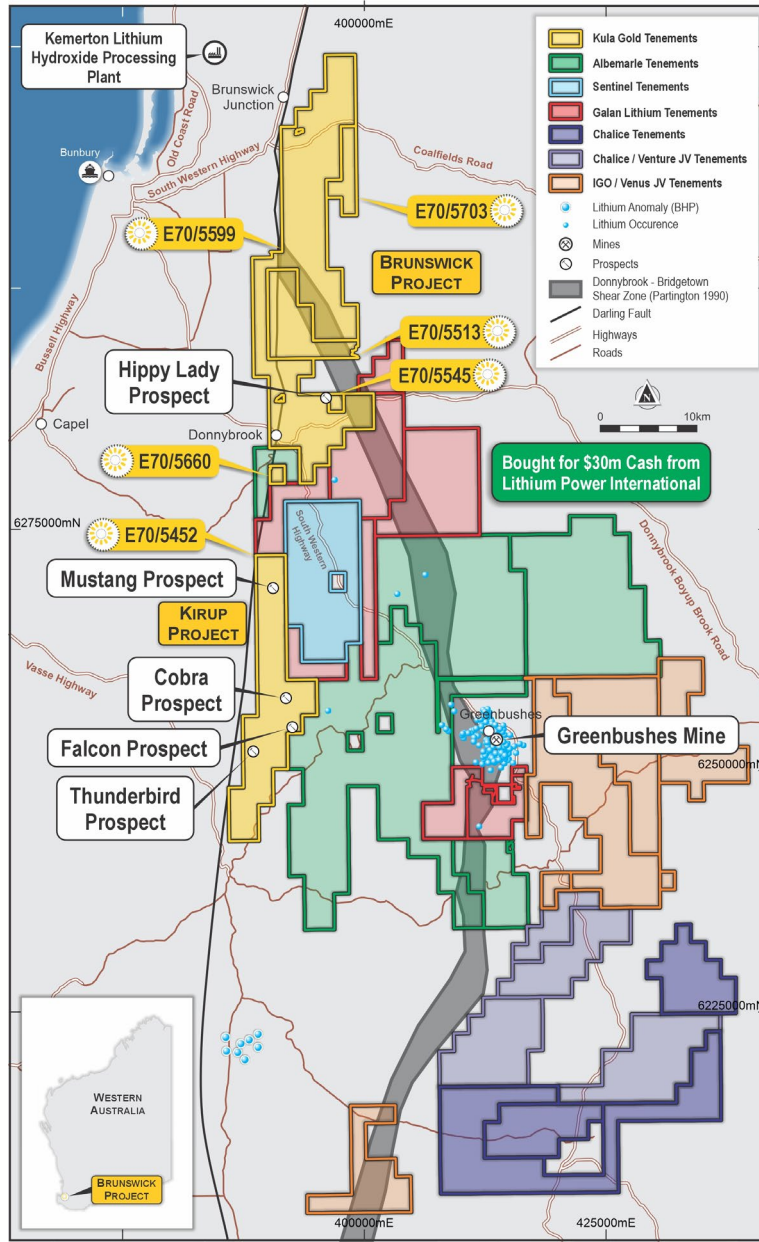 400000mE
Kemerton Lithium
Hydroxide Processing
Plant
Brunswick
Junction
Old Coast Road
South Western Highway
Coalfields Road
Bunbury
Kula Gold Tenements
Albemarle Tenements
Sentinel Tenements
Galan Lithium Tenements
Chalice Tenements
Chalice / Venture JV Tenements
IGO / Venus JV Tenements
Lithium Anomaly (BHP)
Lithium Occurence
Mines
Prospects
Donnybrook - Bridgetown
Shear Zone (Partington 1990)
Darling Fault
Highways
Roads
E70/5703
E70/5599
BRUNSWICK
PROJECT
Bussell Highway
E70/5513
Hippy Lady
Prospect
E70/5545
0 10km
Capel
Donnybrook
E70/5660
Bought for $30m Cash from
Lithium Power International
6275000mN
E70/5452
South Western
Highway
Donnybrook Boyup Brook Road
Mustang Prospect
KIRUP
PROJECT
Vasse Highway
Cobra
Prospect
Greenbushes
Falcon Prospect
Greenbushes Mine
6250000mN
Thunderbird
Prospect
6225000mN
WESTERN
AUSTRALIA
BRUNSWICK
PROJECT
400000mE
425000mE